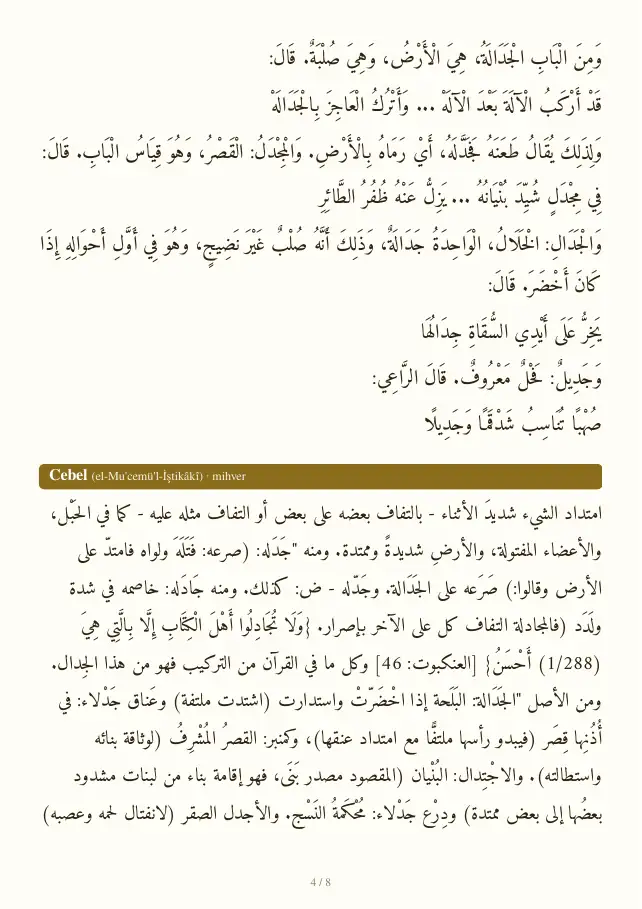 وَمِنَ الْبَابِ الْجَدَالَةُ، هِيَ الْأَرْضُ، وَهِيَ صُلْبَةٌ. قَالَ:
قَدْ أَرْكَبُ الْآلَةَ بَعْدَ الْآلَهْ ... وَأَتْرُكُ الْعَاجِزَ بِالْجَدَالَهْ
وَلِذَلِكَ يُقَالُ طَعَنَهُ فَجَدَّلَهُ، أَيْ رَمَاهُ بِالْأَرْضِ. وَالْمِجْدَلُ: الْقَصْرُ، وَهُوَ قِيَاسُ الْبَابِ. قَالَ:
فِي مِجْدَلٍ شُيِّدَ بُنْيَانُهُ ... يَزِلُّ عَنْهُ ظُفُرُ الطَّائِرِ
وَالْجَدَالِ: الْخَلَالُ، الْوَاحِدَةُ جَدَالَةٌ، وَذَلِكَ أَنَّهُ صُلْبٌ غَيْرَ نَضِيجٍ، وَهُوَ فِي أَوَّلِ أَحْوَالِهِ إِذَا
كَانَ أَخْضَرَ. قَالَ:
يَخِرُّ عَلَى أَيْدِي السُّقَاةِ جِدَالُهَا
وَجَدِيلٌ: فَحْلٌ مَعْرُوفٌ. قَالَ الرَّاعِي:
صُهْبًا تُنَاسِبُ شَدْقَمًا وَجَدِيلًا
Cebel (el-Mu'cemü'l-İştikâkî) · mihver
امتداد الشيء شديدَ الأثناء - بالتفاف بعضه على بعض أو التفاف مثله عليه - كما في الحَبْل،
والأعضاء المفتولة، والأرضِ شديدةً وممتدة. ومنه "جَدَله: (صرعه: فَتَلَهَ ولواه فامتدّ على
الأرض وقالوا:) صَرَعه على الجَدَالة. وجَدّله - ض: كذلك. ومنه جَادَله: خاصمه في شدة
ولَدَد (فالمجادلة التفاف كل على الآخر بإصرار. {وَلَا تُجَادِلُوا أَهْلَ الْكِتَابِ إِلَّا بِالَّتِي هِيَ
(1/288) أَحْسَنُ} [العنكبوت: 46] وكل ما في القرآن من التركيب فهو من هذا الجِدال.
ومن الأصل "الجَدَالة: البَلَحة إذا اخْضَرّتْ واستدارت (اشتدت ملتفة) وعَناق جَدْلاء: في
أُذُنِها قِصَر (فيبدو رأسها ملتفًّا مع امتداد عنقها)، وكمنبر: القصرُ المُشْرِفُ (لوثاقة بنائه
واستطالته). والاجْتِدال: البُنْيان (المقصود مصدر بَنَى، فهو إقامة بناء من لبنات مشدود
بعضُها إلى بعض ممتدة) ودِرْع جَدْلاء: مُحْكَمةُ النَسْج. والأجدل الصقر (لانفتال لحمه وعصبه)
4 / 8